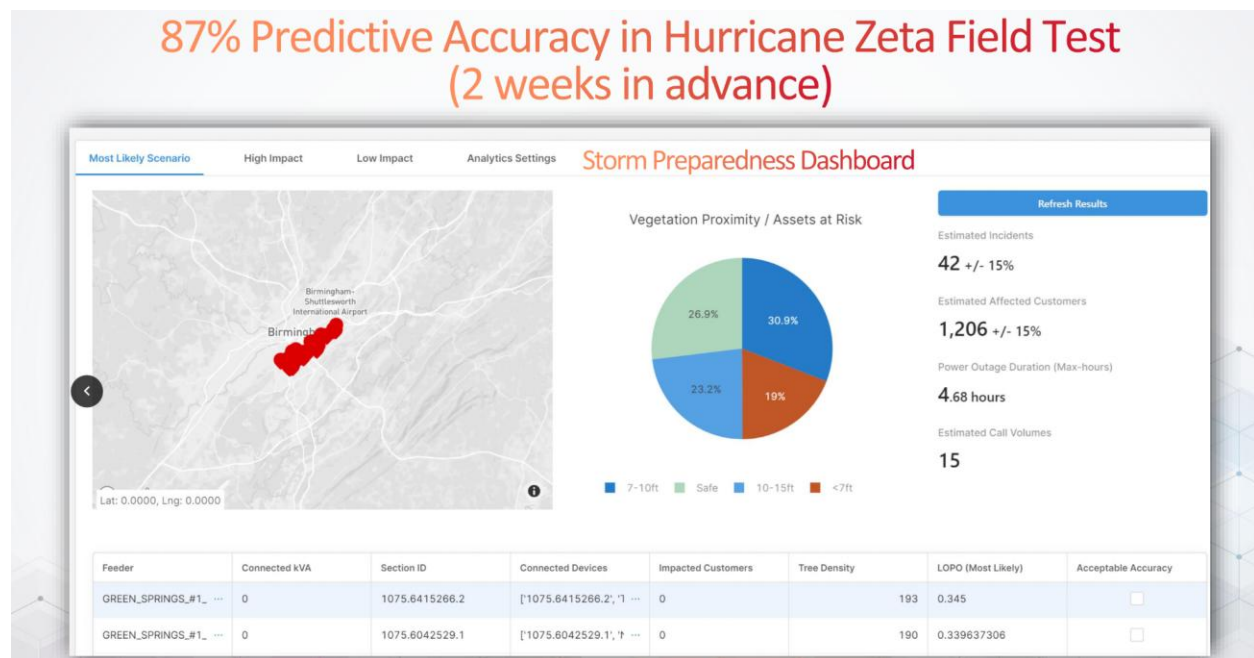 87% Predictive Accuracy in Hurricane Zeta Field Test
(2 weeks in advance)
Most Likely Scenario
High Impact
Low Impact
Analytics Settings
Storm Preparedness Dashboard
Birmingham-
Shuttlesworth
International Airport
Lat: 0.0000, Lng: 0.0000
Vegetation Proximity / Assets at Risk
26.9%
30.9%
23.2%
19%
7-10ft
Safe
10-15ft
<7ft
Refresh Results
Estimated Incidents
42 +/- 15%
Estimated Affected Customers
1,206 +/- 15%
Power Outage Duration (Max-hours)
4.68 hours
Estimated Call Volumes
15
Feeder Connected kVA Section ID Connected Devices Impacted Customers Tree Density LOPO (Most Likely) Acceptable Accuracy
GREEN_SPRINGS_#1_ ... 0 1075.6415266.2 ['1075.6415266.2', ... 0 193 0.345
GREEN_SPRINGS_#1_ ... 0 1075.6042529.1 ['1075.6042529.1', ... 0 190 0.339637306